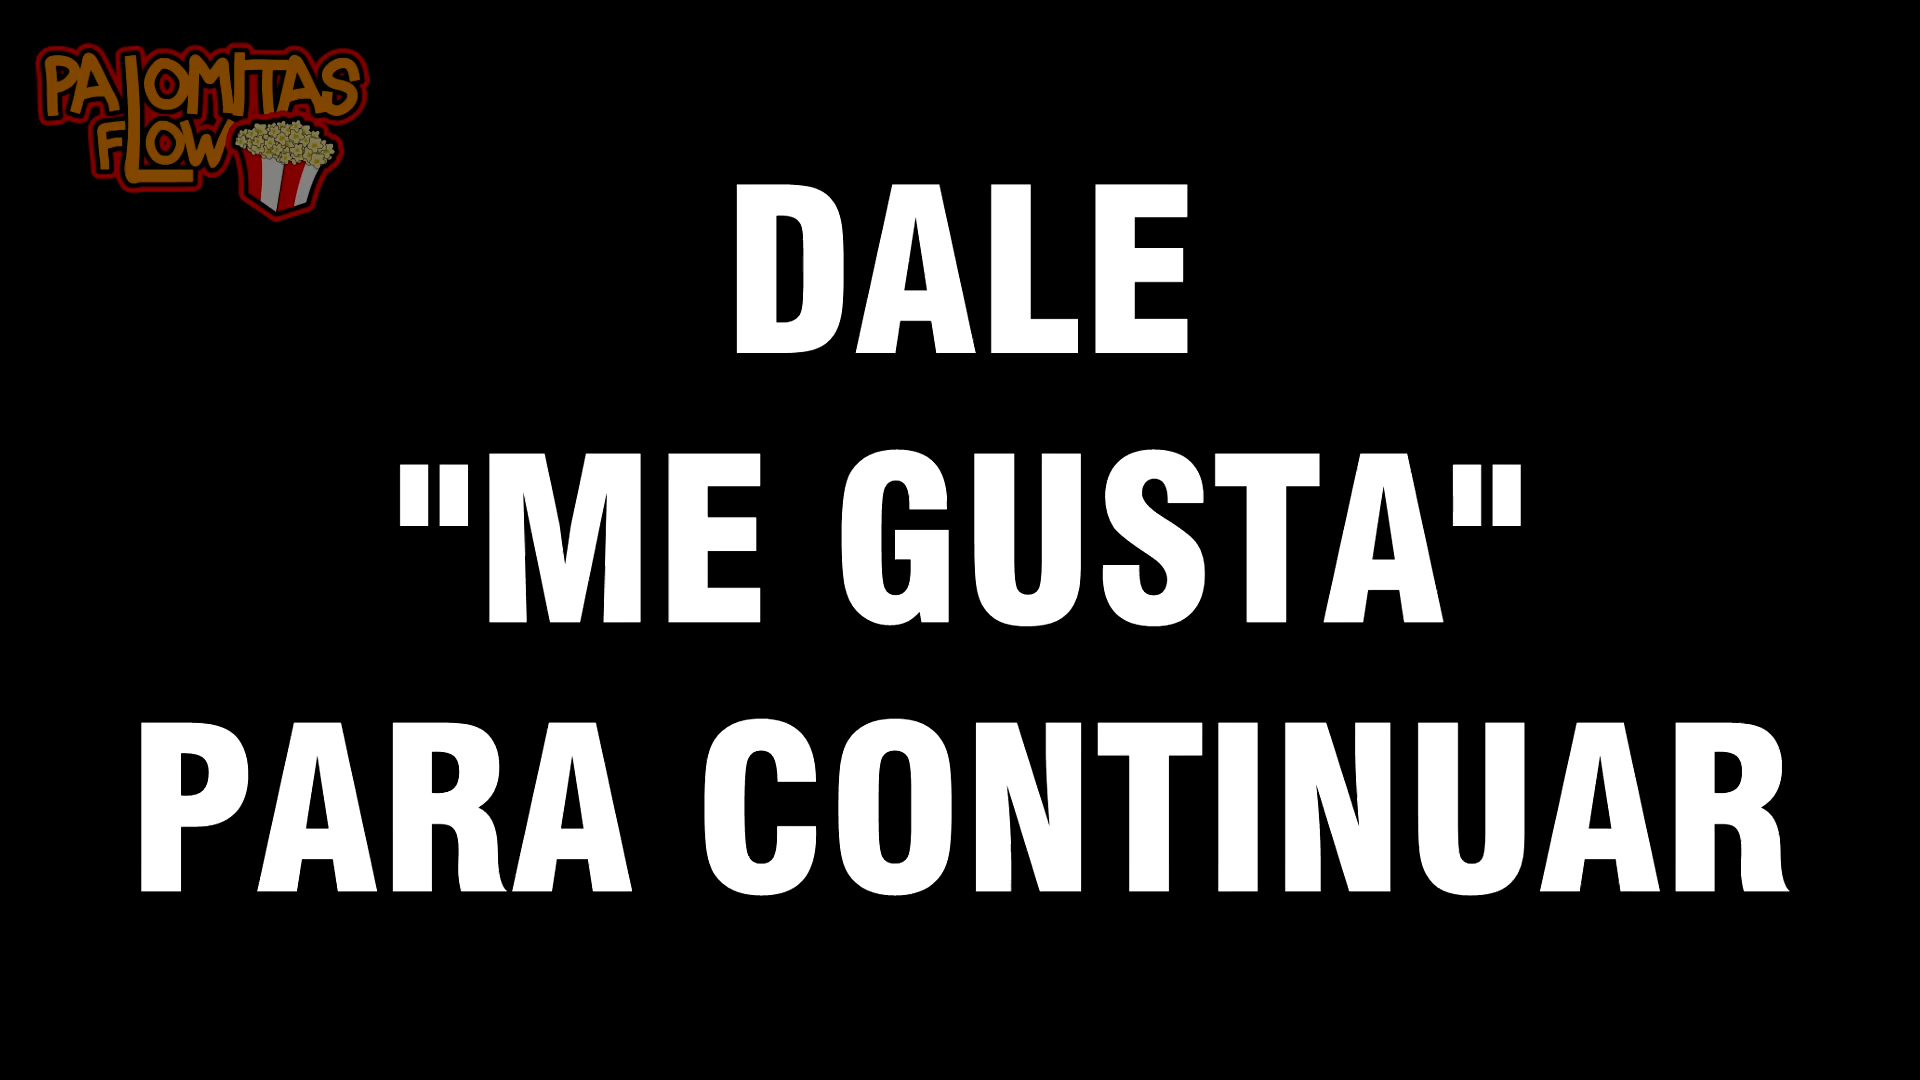 PALOMITAS
FLOW
DALE
"ME GUSTA"
PARA CONTINUAR